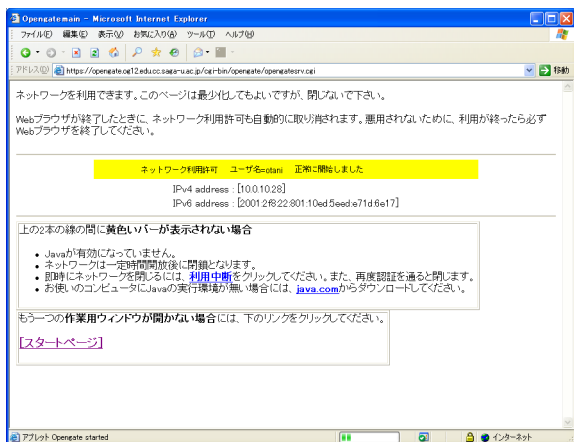 Opengatemain - Microsoft Internet Explorer
ファイル(F) 編集(E) 表示(V) お気に入り(A) ツール(T) ヘルプ(H)
アドレス(D) https://opengate.og12.edu.cc.saga-u.ac.jp/cgi-bin/opengate/opengatesrv.cgi 移動
ネットワークを利用できます。このページは最少化してもよいですが、閉じないで下さい。
Webブラウザが終了したときに、ネットワーク利用許可も自動的に取り消されます。悪用されないために、利用が終ったら必ず
Webブラウザを終了してください。
ネットワーク利用許可 ユーザ名=otani 正常に開始しました
IPv4 address : [10.0.10.28]
IPv6 address : [2001:2f8:22:801:10ed:5eed:e71d:6e17]
上の2本の線の間に黄色いバーが表示されない場合
• Javaが有効になっていません。
• ネットワークは一定時間開放後に閉鎖となります。
• 即時にネットワークを閉じるには、利用中断をクリックしてください。また、再度認証を通ると閉じます。
• お使いのコンピュータにJavaの実行環境が無い場合には、java.comからダウンロードしてください。
もう一つの作業用ウィンドウが開かない場合には、下のリンクをクリックしてください。
[スタートページ]
アプレット Opengate started インターネット